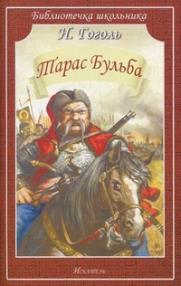 Библиотечка школьника
Н. Гоголь
Тарас Бульба
Искатель